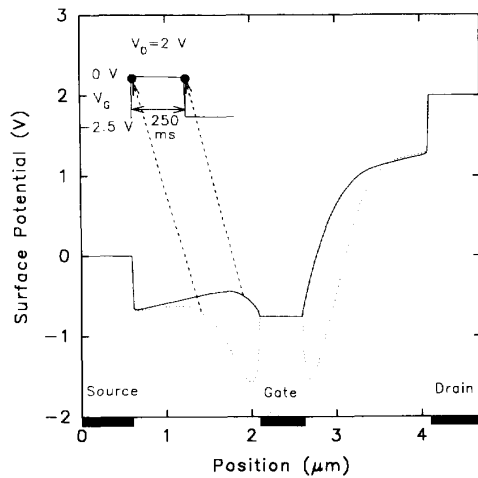 3
2
1
0
−1
−2
Surface Potential (V)
V_D=2 V
0 V
V_G
2.5 V
250
ms
Source
Gate
Drain
0
1
2
3
4
Position (μm)